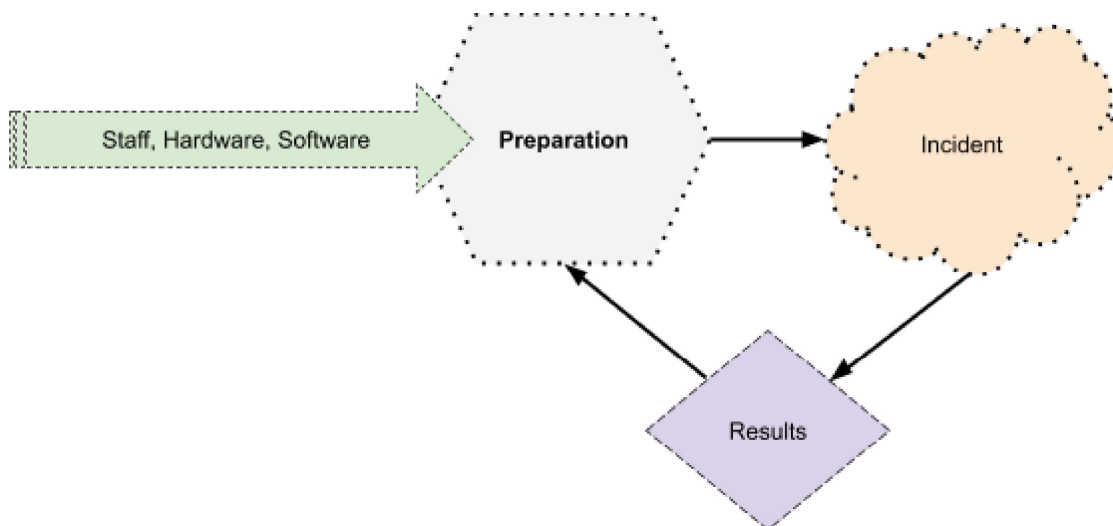 Staff, Hardware, Software
Preparation
Incident
Results